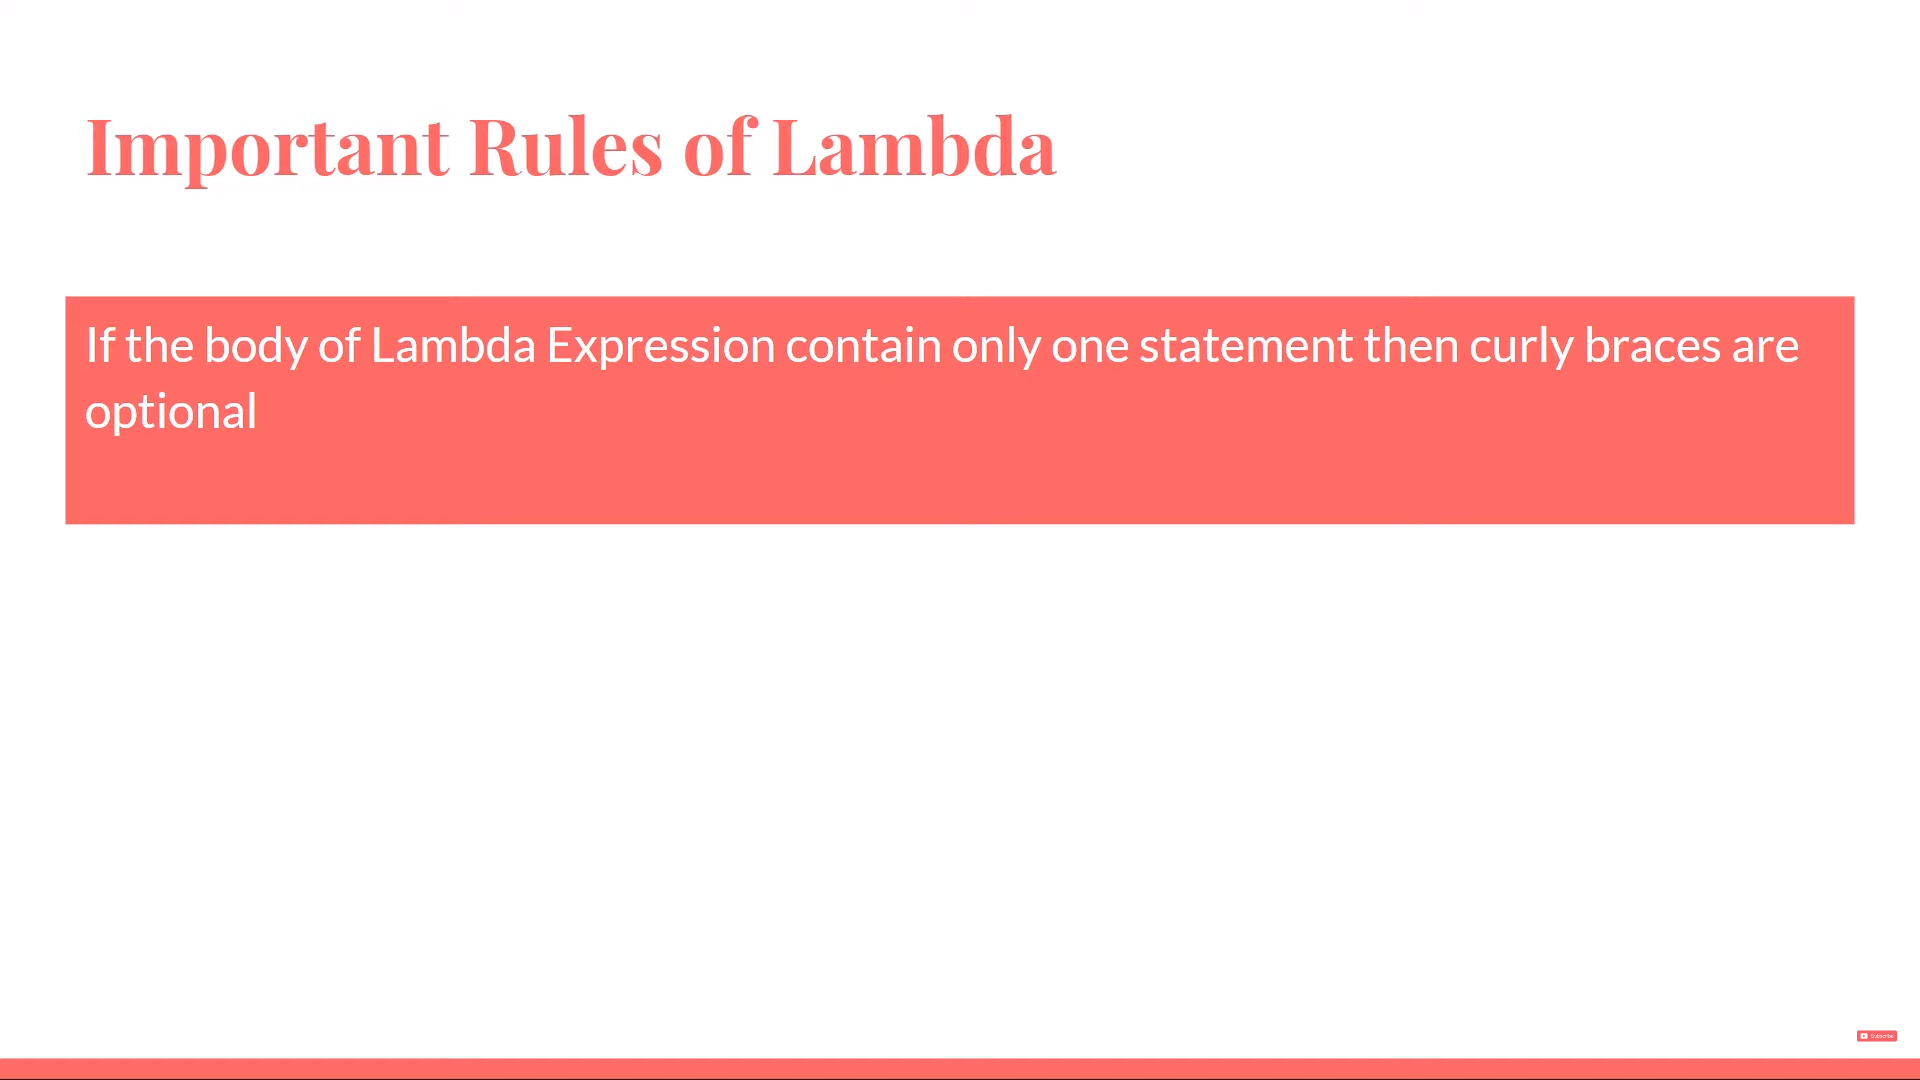 Important Rules of Lambda
If the body of Lambda Expression contain only one statement then curly braces are
optional
Subscribe